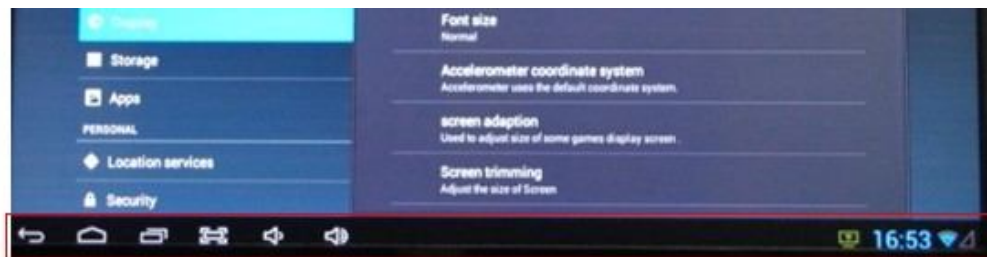 Display
Storage
Apps
PERSONAL
Location services
Security
Font size
Normal
Accelerometer coordinate system
Accelerometer uses the default coordinate system.
screen adaption
Used to adjust size of some games display screen .
Screen trimming
Adjust the size of Screen
16:53